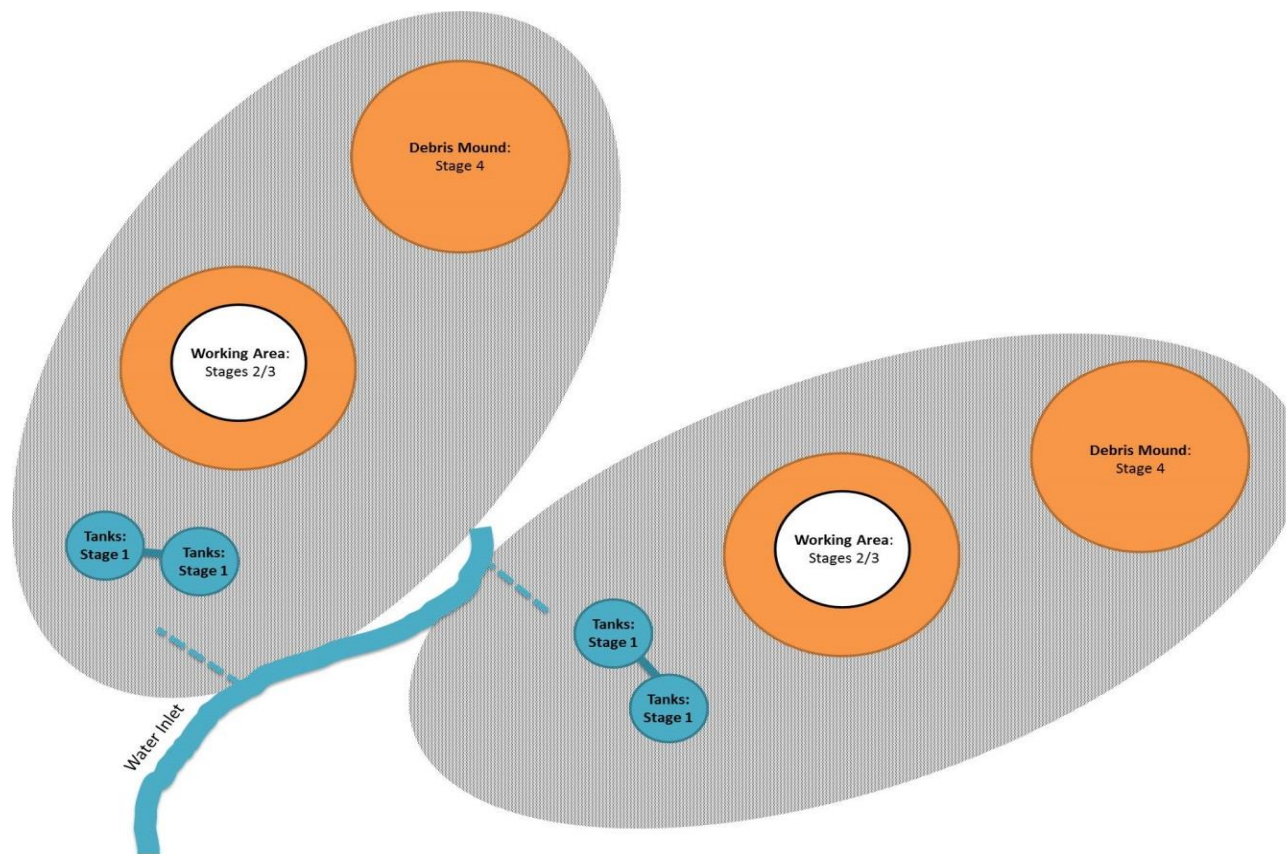 Debris Mound:
Stage 4
Working Area:
Stages 2/3
Tanks:
Stage 1
Tanks:
Stage 1
Water Inlet
Debris Mound:
Stage 4
Working Area:
Stages 2/3
Tanks:
Stage 1
Tanks:
Stage 1